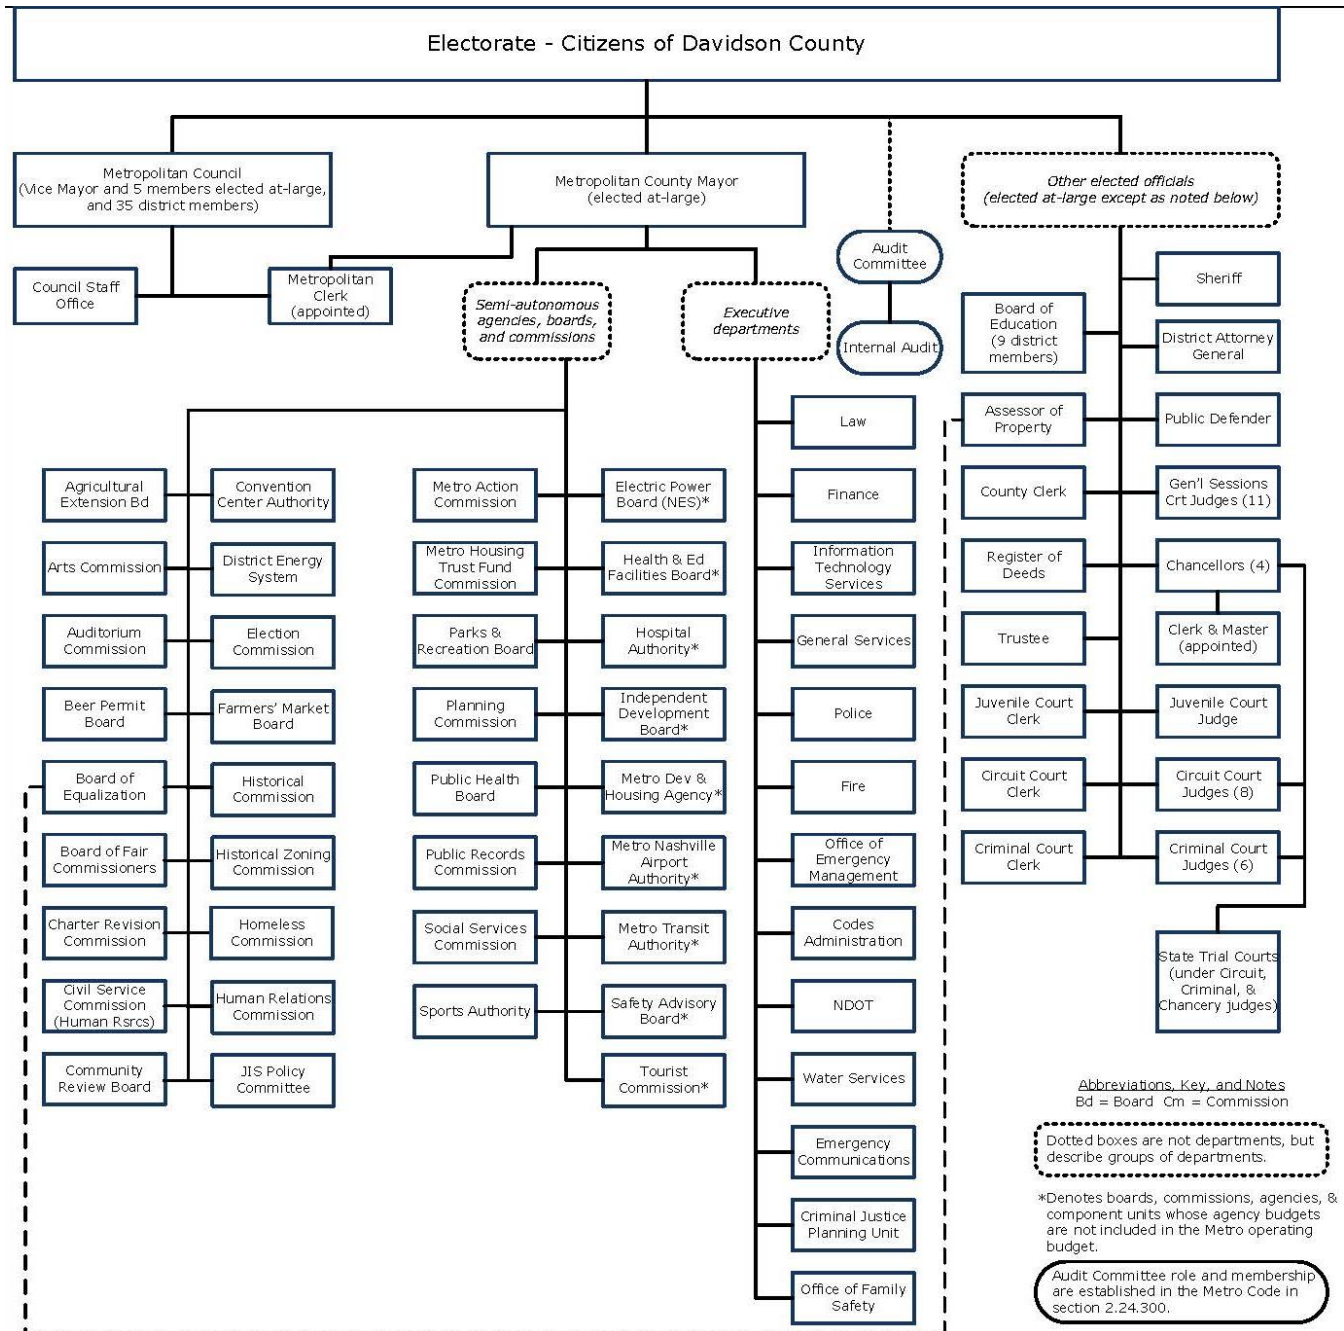 Electorate - Citizens of Davidson County
Metropolitan Council
(Vice Mayor and 5 members elected at-large,
and 35 district members)
Metropolitan County Mayor
(elected at-large)
Other elected officials
(elected at-large except as noted below)
Council Staff
Office
Metropolitan
Clerk
(appointed)
Semi-autonomous
agencies, boards,
and commissions
Executive
departments
Audit
Committee
Internal Audit
Agricultural
Extension Bd
Convention
Center Authority
Arts Commission
District Energy
System
Auditorium
Commission
Election
Commission
Beer Permit
Board
Farmers' Market
Board
Board of
Equalization
Historical
Commission
Board of Fair
Commissioners
Historical Zoning
Commission
Charter Revision
Commission
Homeless
Commission
Civil Service
Commission
(Human Rsrcs)
Human Relations
Commission
Community
Review Board
JIS Policy
Committee
Metro Action
Commission
Electric Power
Board (NES)*
Metro Housing
Trust Fund
Commission
Health & Ed
Facilities Board*
Parks &
Recreation Board
Hospital
Authority*
Planning
Commission
Independent
Development
Board*
Public Health
Board
Metro Dev &
Housing Agency*
Public Records
Commission
Metro Nashville
Airport
Authority*
Social Services
Commission
Metro Transit
Authority*
Sports Authority
Safety Advisory
Board*
Tourist
Commission*
Law
Finance
Information
Technology
Services
General Services
Police
Fire
Office of
Emergency
Management
Codes
Administration
NDOT
Water Services
Emergency
Communications
Criminal Justice
Planning Unit
Office of Family
Safety
Sheriff
Board of
Education
(9 district
members)
District Attorney
General
Assessor of
Property
Public Defender
County Clerk
Gen'l Sessions
Crt Judges (11)
Register of
Deeds
Chancellors (4)
Trustee
Clerk & Master
(appointed)
Juvenile Court
Clerk
Juvenile Court
Judge
Circuit Court
Clerk
Circuit Court
Judges (8)
Criminal Court
Clerk
Criminal Court
Judges (6)
State Trial Courts
(under Circuit,
Criminal, &
Chancery judges)
Abbreviations, Key, and Notes
Bd = Board Cm = Commission
Dotted boxes are not departments, but
describe groups of departments.
*Denotes boards, commissions, agencies, &
component units whose agency budgets
are not included in the Metro operating
budget.
Audit Committee role and membership
are established in the Metro Code in
section 2.24.300.